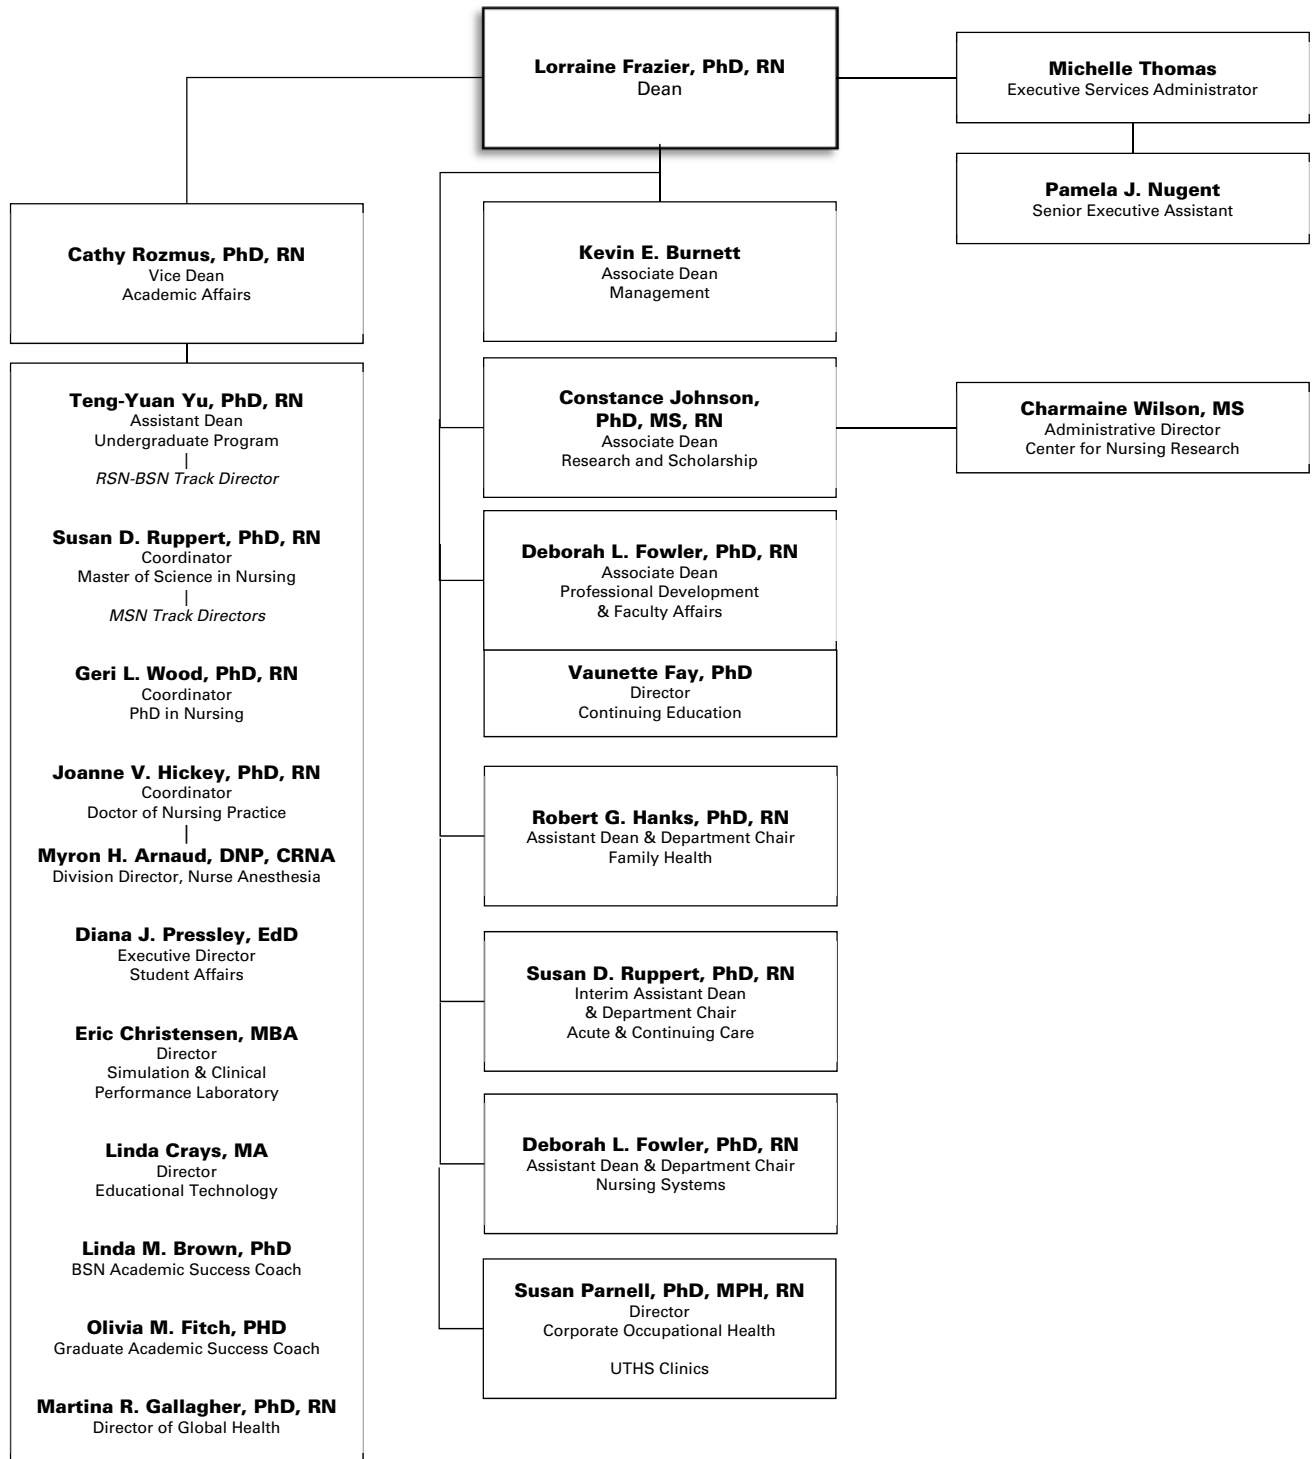 Lorraine Frazier, PhD, RN
Dean
Michelle Thomas
Executive Services Administrator
Pamela J. Nugent
Senior Executive Assistant
Cathy Rozmus, PhD, RN
Vice Dean
Academic Affairs
Teng-Yuan Yu, PhD, RN
Assistant Dean
Undergraduate Program
RSN-BSN Track Director
Susan D. Ruppert, PhD, RN
Coordinator
Master of Science in Nursing
MSN Track Directors
Geri L. Wood, PhD, RN
Coordinator
PhD in Nursing
Joanne V. Hickey, PhD, RN
Coordinator
Doctor of Nursing Practice
Myron H. Arnaud, DNP, CRNA
Division Director, Nurse Anesthesia
Diana J. Pressley, EdD
Executive Director
Student Affairs
Eric Christensen, MBA
Director
Simulation & Clinical
Performance Laboratory
Linda Crays, MA
Director
Educational Technology
Linda M. Brown, PhD
BSN Academic Success Coach
Olivia M. Fitch, PHD
Graduate Academic Success Coach
Martina R. Gallagher, PhD, RN
Director of Global Health
Kevin E. Burnett
Associate Dean
Management
Constance Johnson,
PhD, MS, RN
Associate Dean
Research and Scholarship
Charmaine Wilson, MS
Administrative Director
Center for Nursing Research
Deborah L. Fowler, PhD, RN
Associate Dean
Professional Development
& Faculty Affairs
Vaunette Fay, PhD
Director
Continuing Education
Robert G. Hanks, PhD, RN
Assistant Dean & Department Chair
Family Health
Susan D. Ruppert, PhD, RN
Interim Assistant Dean
& Department Chair
Acute & Continuing Care
Deborah L. Fowler, PhD, RN
Assistant Dean & Department Chair
Nursing Systems
Susan Parnell, PhD, MPH, RN
Director
Corporate Occupational Health
UTHS Clinics